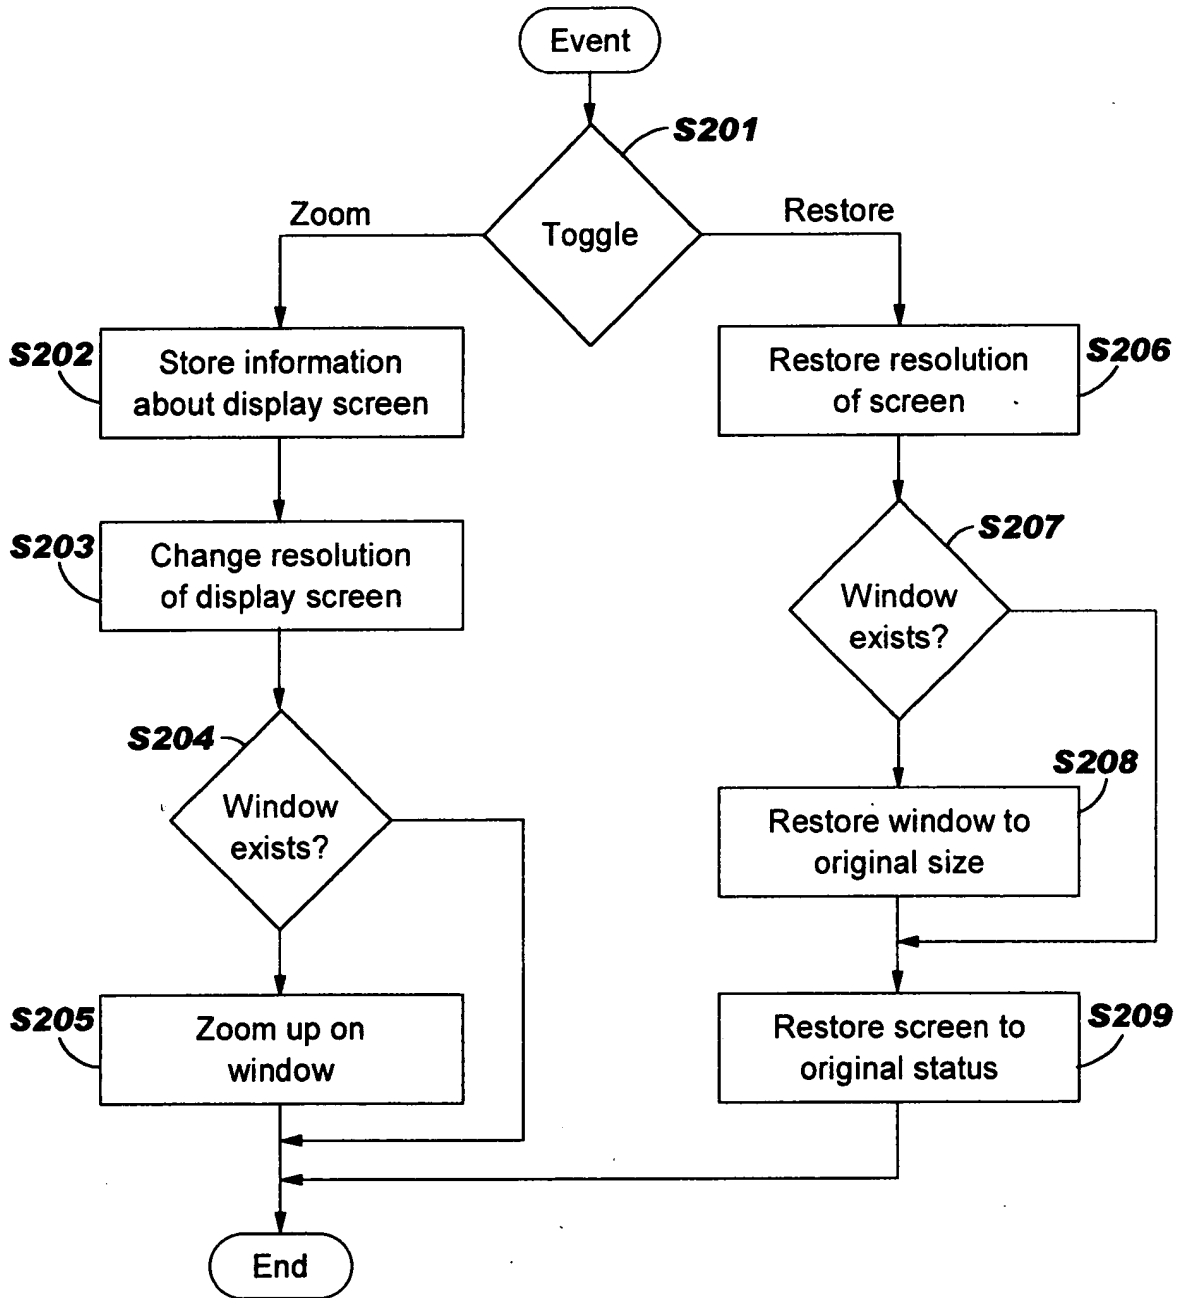 Event
S201
Toggle
Zoom
Restore
S202
Store information
about display screen
S206
Restore resolution
of screen
S203
Change resolution
of display screen
S207
Window
exists?
S204
Window
exists?
S208
Restore window to
original size
S205
Zoom up on
window
S209
Restore screen to
original status
End